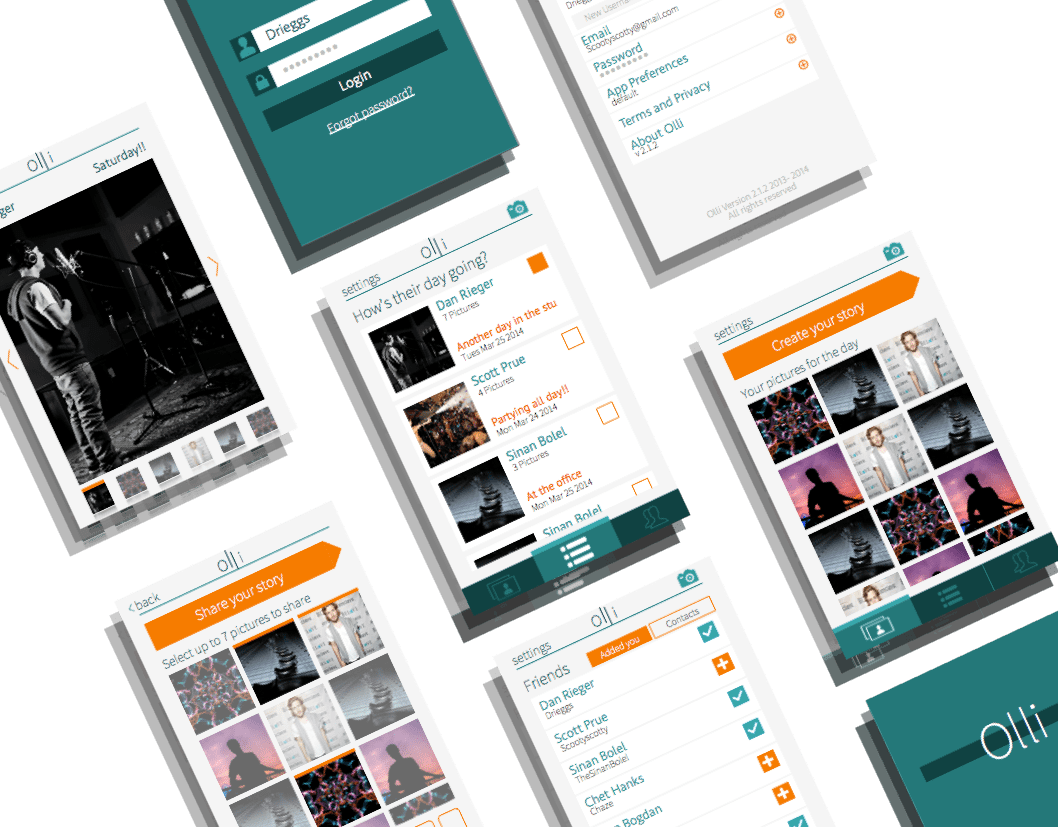 Drieggs
Login
Forgot password?
New Username
Email
Scootyscotty@gmail.com
Password
App Preferences
default
Terms and Privacy
About Olli
v 2.1.2
Olli Version 2.1.2 2013- 2014
All rights reserved
Olli
Saturday!!
Olli
settings
How's their day going?
Dan Rieger
7 Pictures
Another day in the stu
Tues Mar 25 2014
Scott Prue
4 Pictures
Partying all day!!
Mon Mar 24 2014
Sinan Bolel
3 Pictures
At the office
Mon Mar 25 2014
Sinan Bolel
settings
Create your story
Your pictures for the day
Olli
back
Share your story
Select up to 7 pictures to share
Olli
settings
Friends
Added you
Contacts
Dan Rieger
Drieggs
Scott Prue
Scootyscotty
Sinan Bolel
TheSinanBolel
Chet Hanks
Chaze
Bogdan
Olli